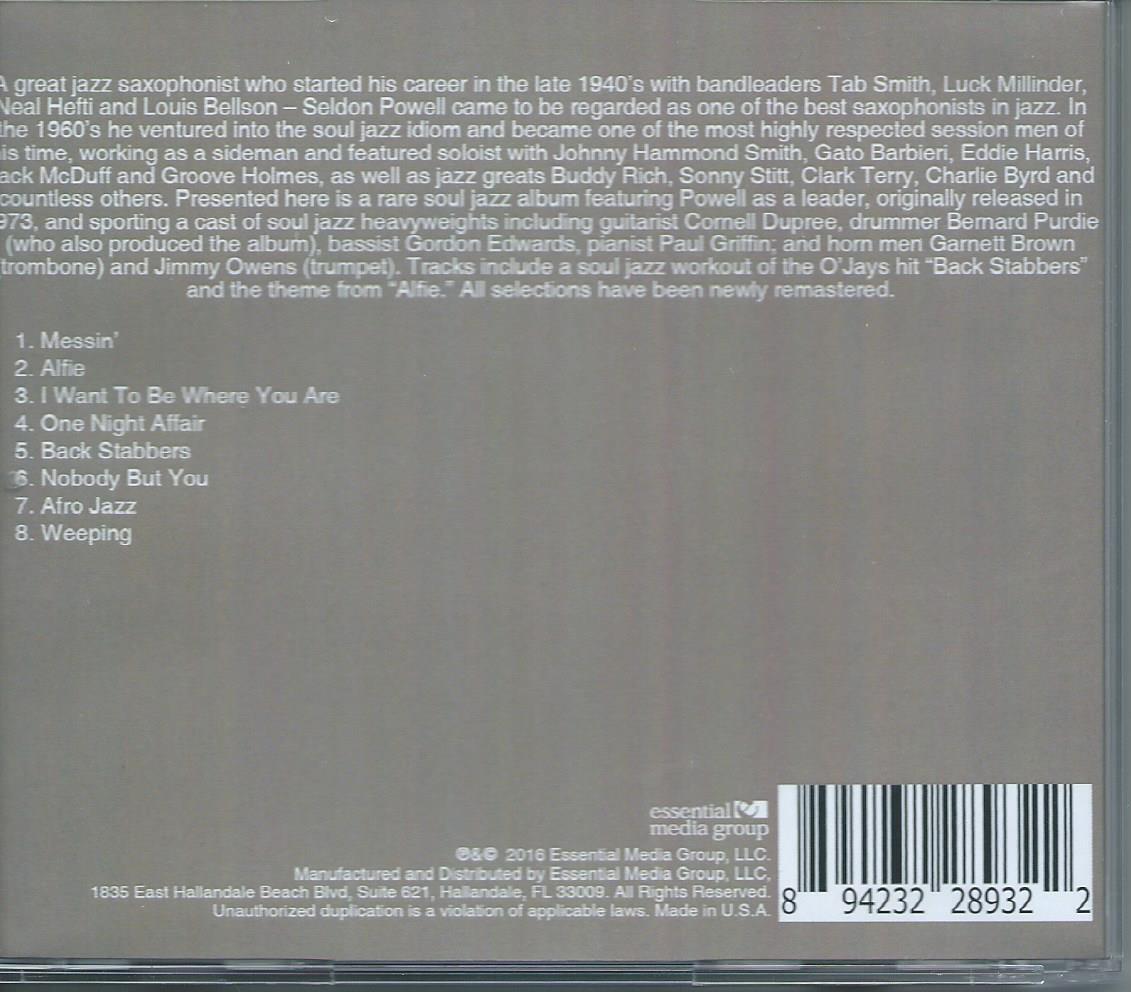 A great jazz saxophonist who started his career in the late 1940's with bandleaders Tab Smith, Luck Millinder,
Neal Hefti and Louis Bellson – Seldon Powell came to be regarded as one of the best saxophonists in jazz. In
the 1960's he ventured into the soul jazz idiom and became one of the most highly respected session men of
is time, working as a sideman and featured soloist with Johnny Hammond Smith, Gato Barbieri, Eddie Harris,
ack McDuff and Groove Holmes, as well as jazz greats Buddy Rich, Sonny Stitt, Clark Terry, Charlie Byrd and
countless others. Presented here is a rare soul jazz album featuring Powell as a leader, originally released in
973, and sporting a cast of soul jazz heavyweights including guitarist Cornell Dupree, drummer Bernard Purdie
(who also produced the album), bassist Gordon Edwards, pianist Paul Griffin; and horn men Garnett Brown
(trombone) and Jimmy Owens (trumpet). Tracks include a soul jazz workout of the O'Jays hit “Back Stabbers”
and the theme from “Alfie.” All selections have been newly remastered.
1. Messin'
2. Alfie
3. I Want To Be Where You Are
4. One Night Affair
5. Back Stabbers
6. Nobody But You
7. Afro Jazz
8. Weeping
essential
media group
℗&© 2016 Essential Media Group, LLC.
Manufactured and Distributed by Essential Media Group, LLC,
1835 East Hallandale Beach Blvd, Suite 621, Hallandale, FL 33009. All Rights Reserved.
Unauthorized duplication is a violation of applicable laws. Made in U.S.A.
8 94232 28932 2